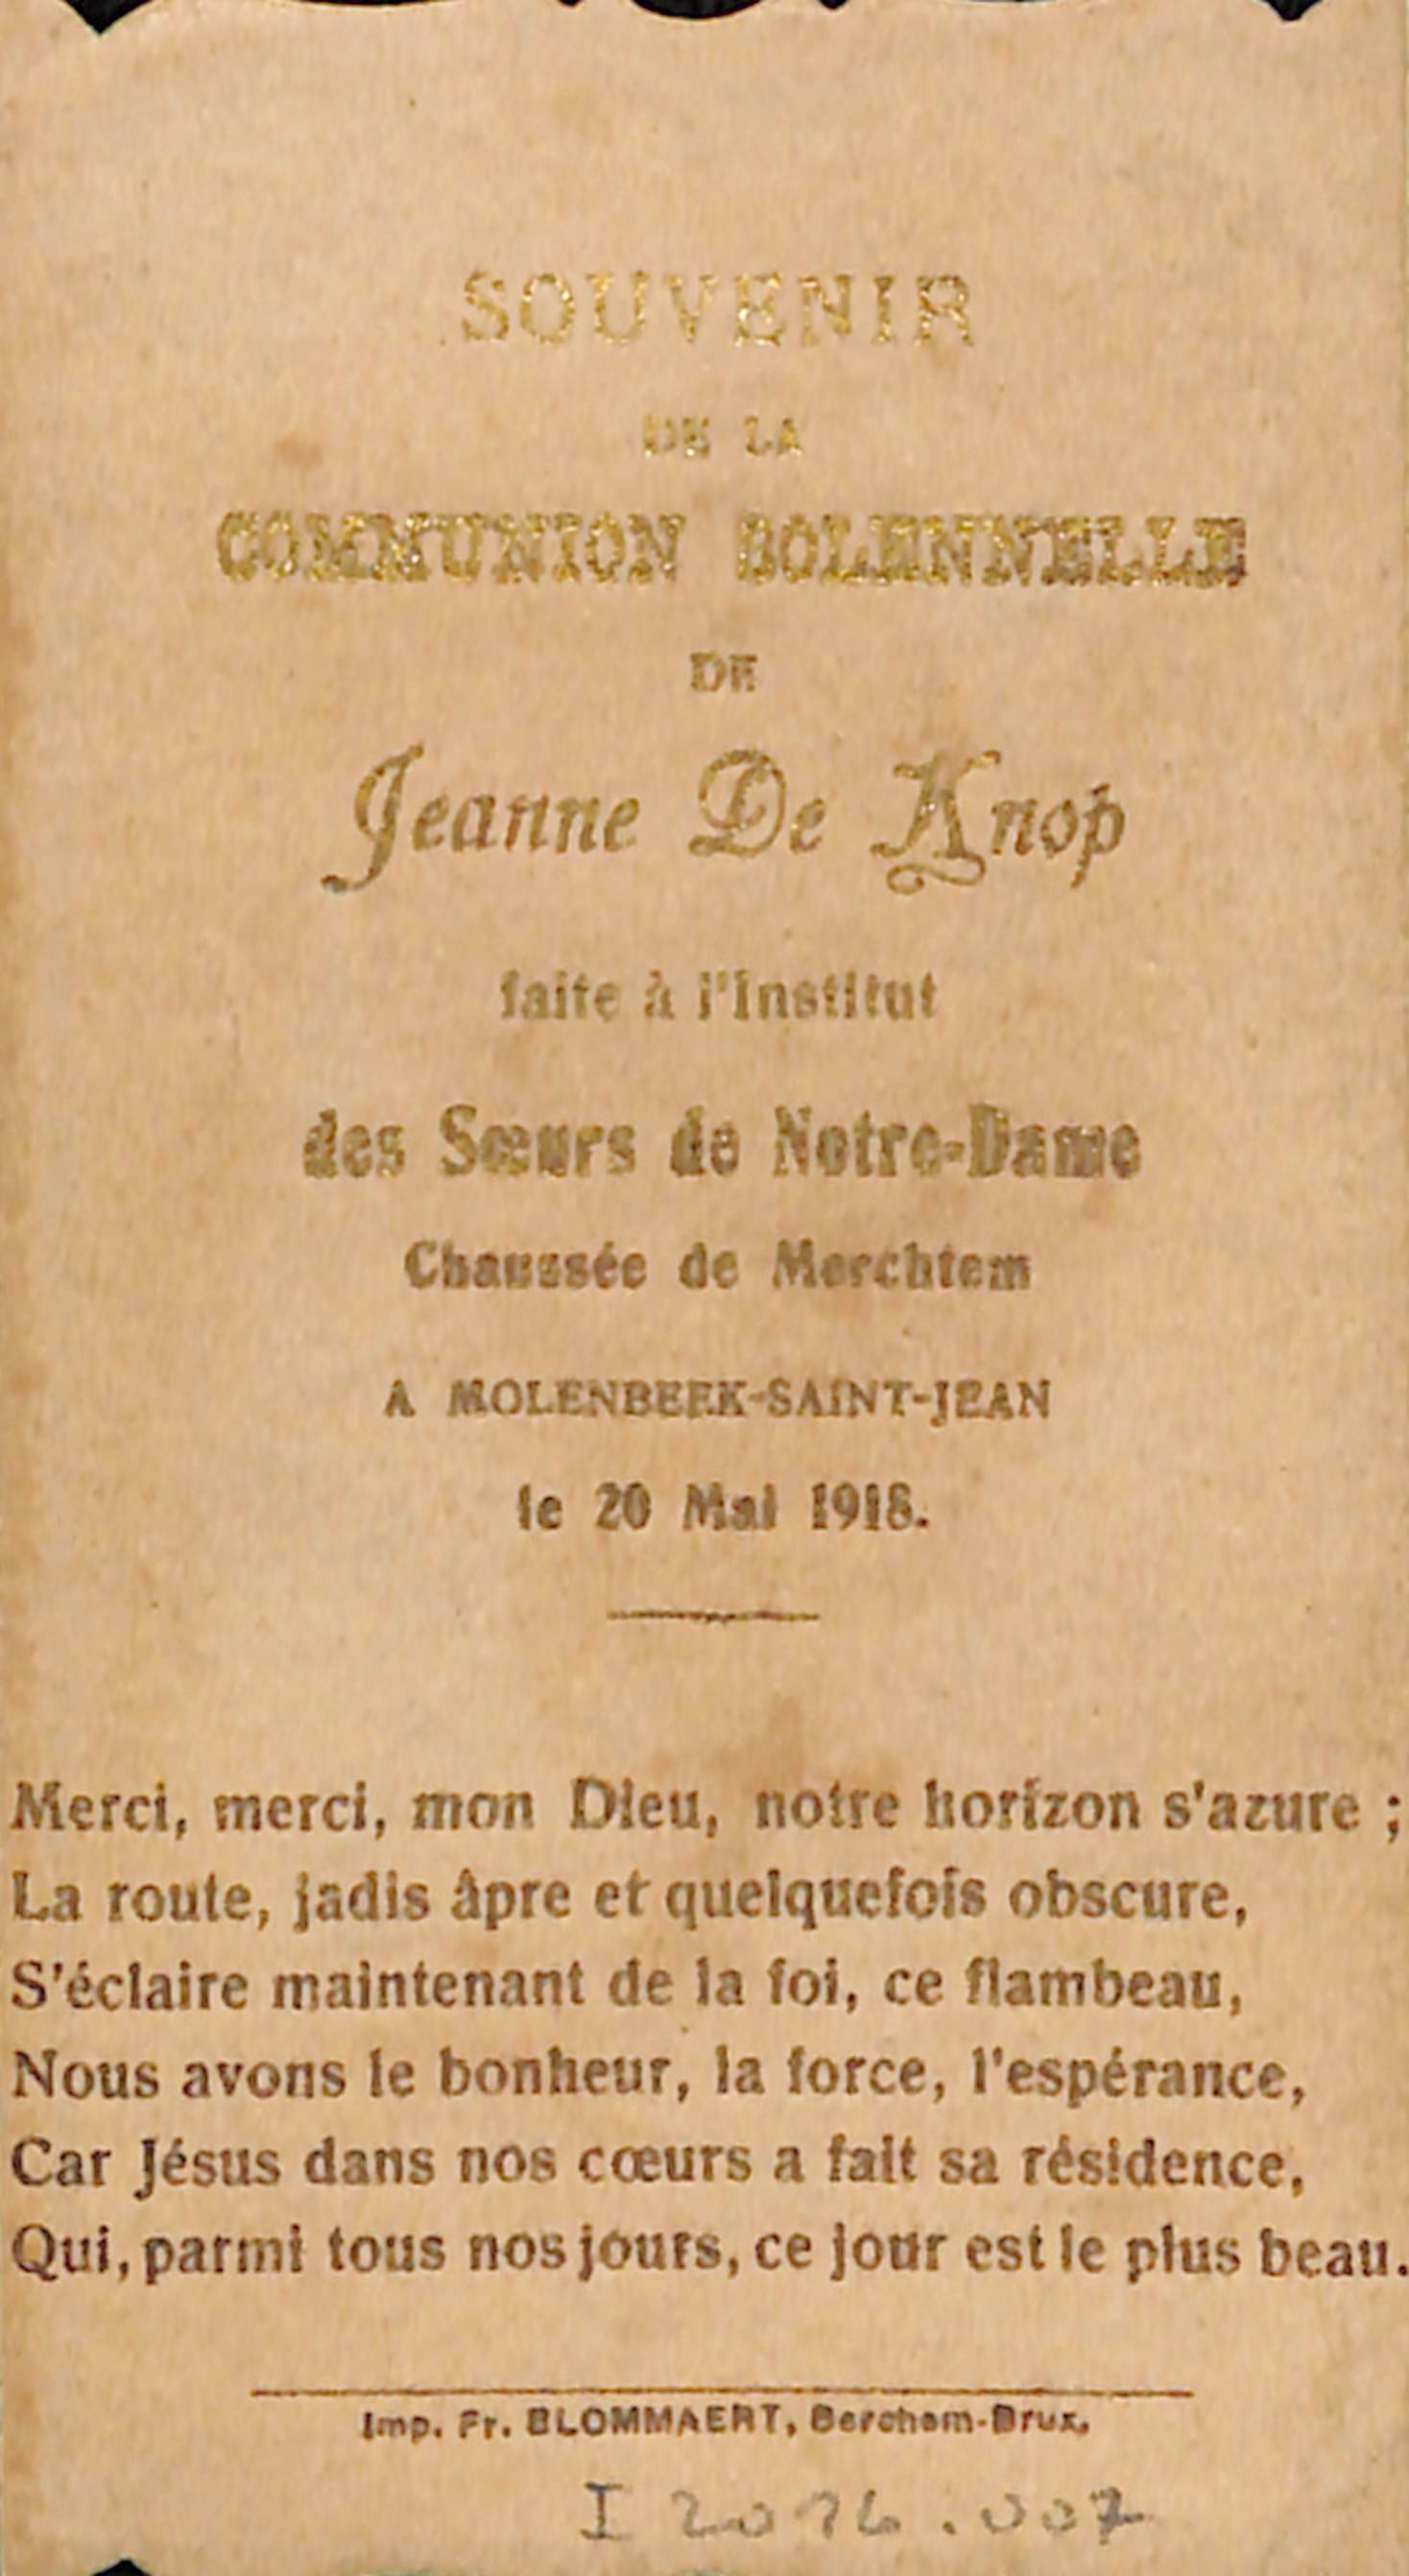 SOUVENIR
DE LA
COMMUNION SOLENNELLE
DE
Jeanne De Knop
faite à l'Institut
des Sœurs de Notre-Dame
Chaussée de Merchtem
A MOLENBEEK-SAINT-JEAN
le 20 Mai 1918.
Merci, merci, mon Dieu, notre horizon s'azure ;
La route, jadis âpre et quelquefois obscure,
S'éclaire maintenant de la foi, ce flambeau,
Nous avons le bonheur, la force, l'espérance,
Car Jésus dans nos cœurs a fait sa résidence,
Qui, parmi tous nos jours, ce jour est le plus beau.
Imp. Fr. BLOMMAERT, Berchem-Brux.
I 2016.007